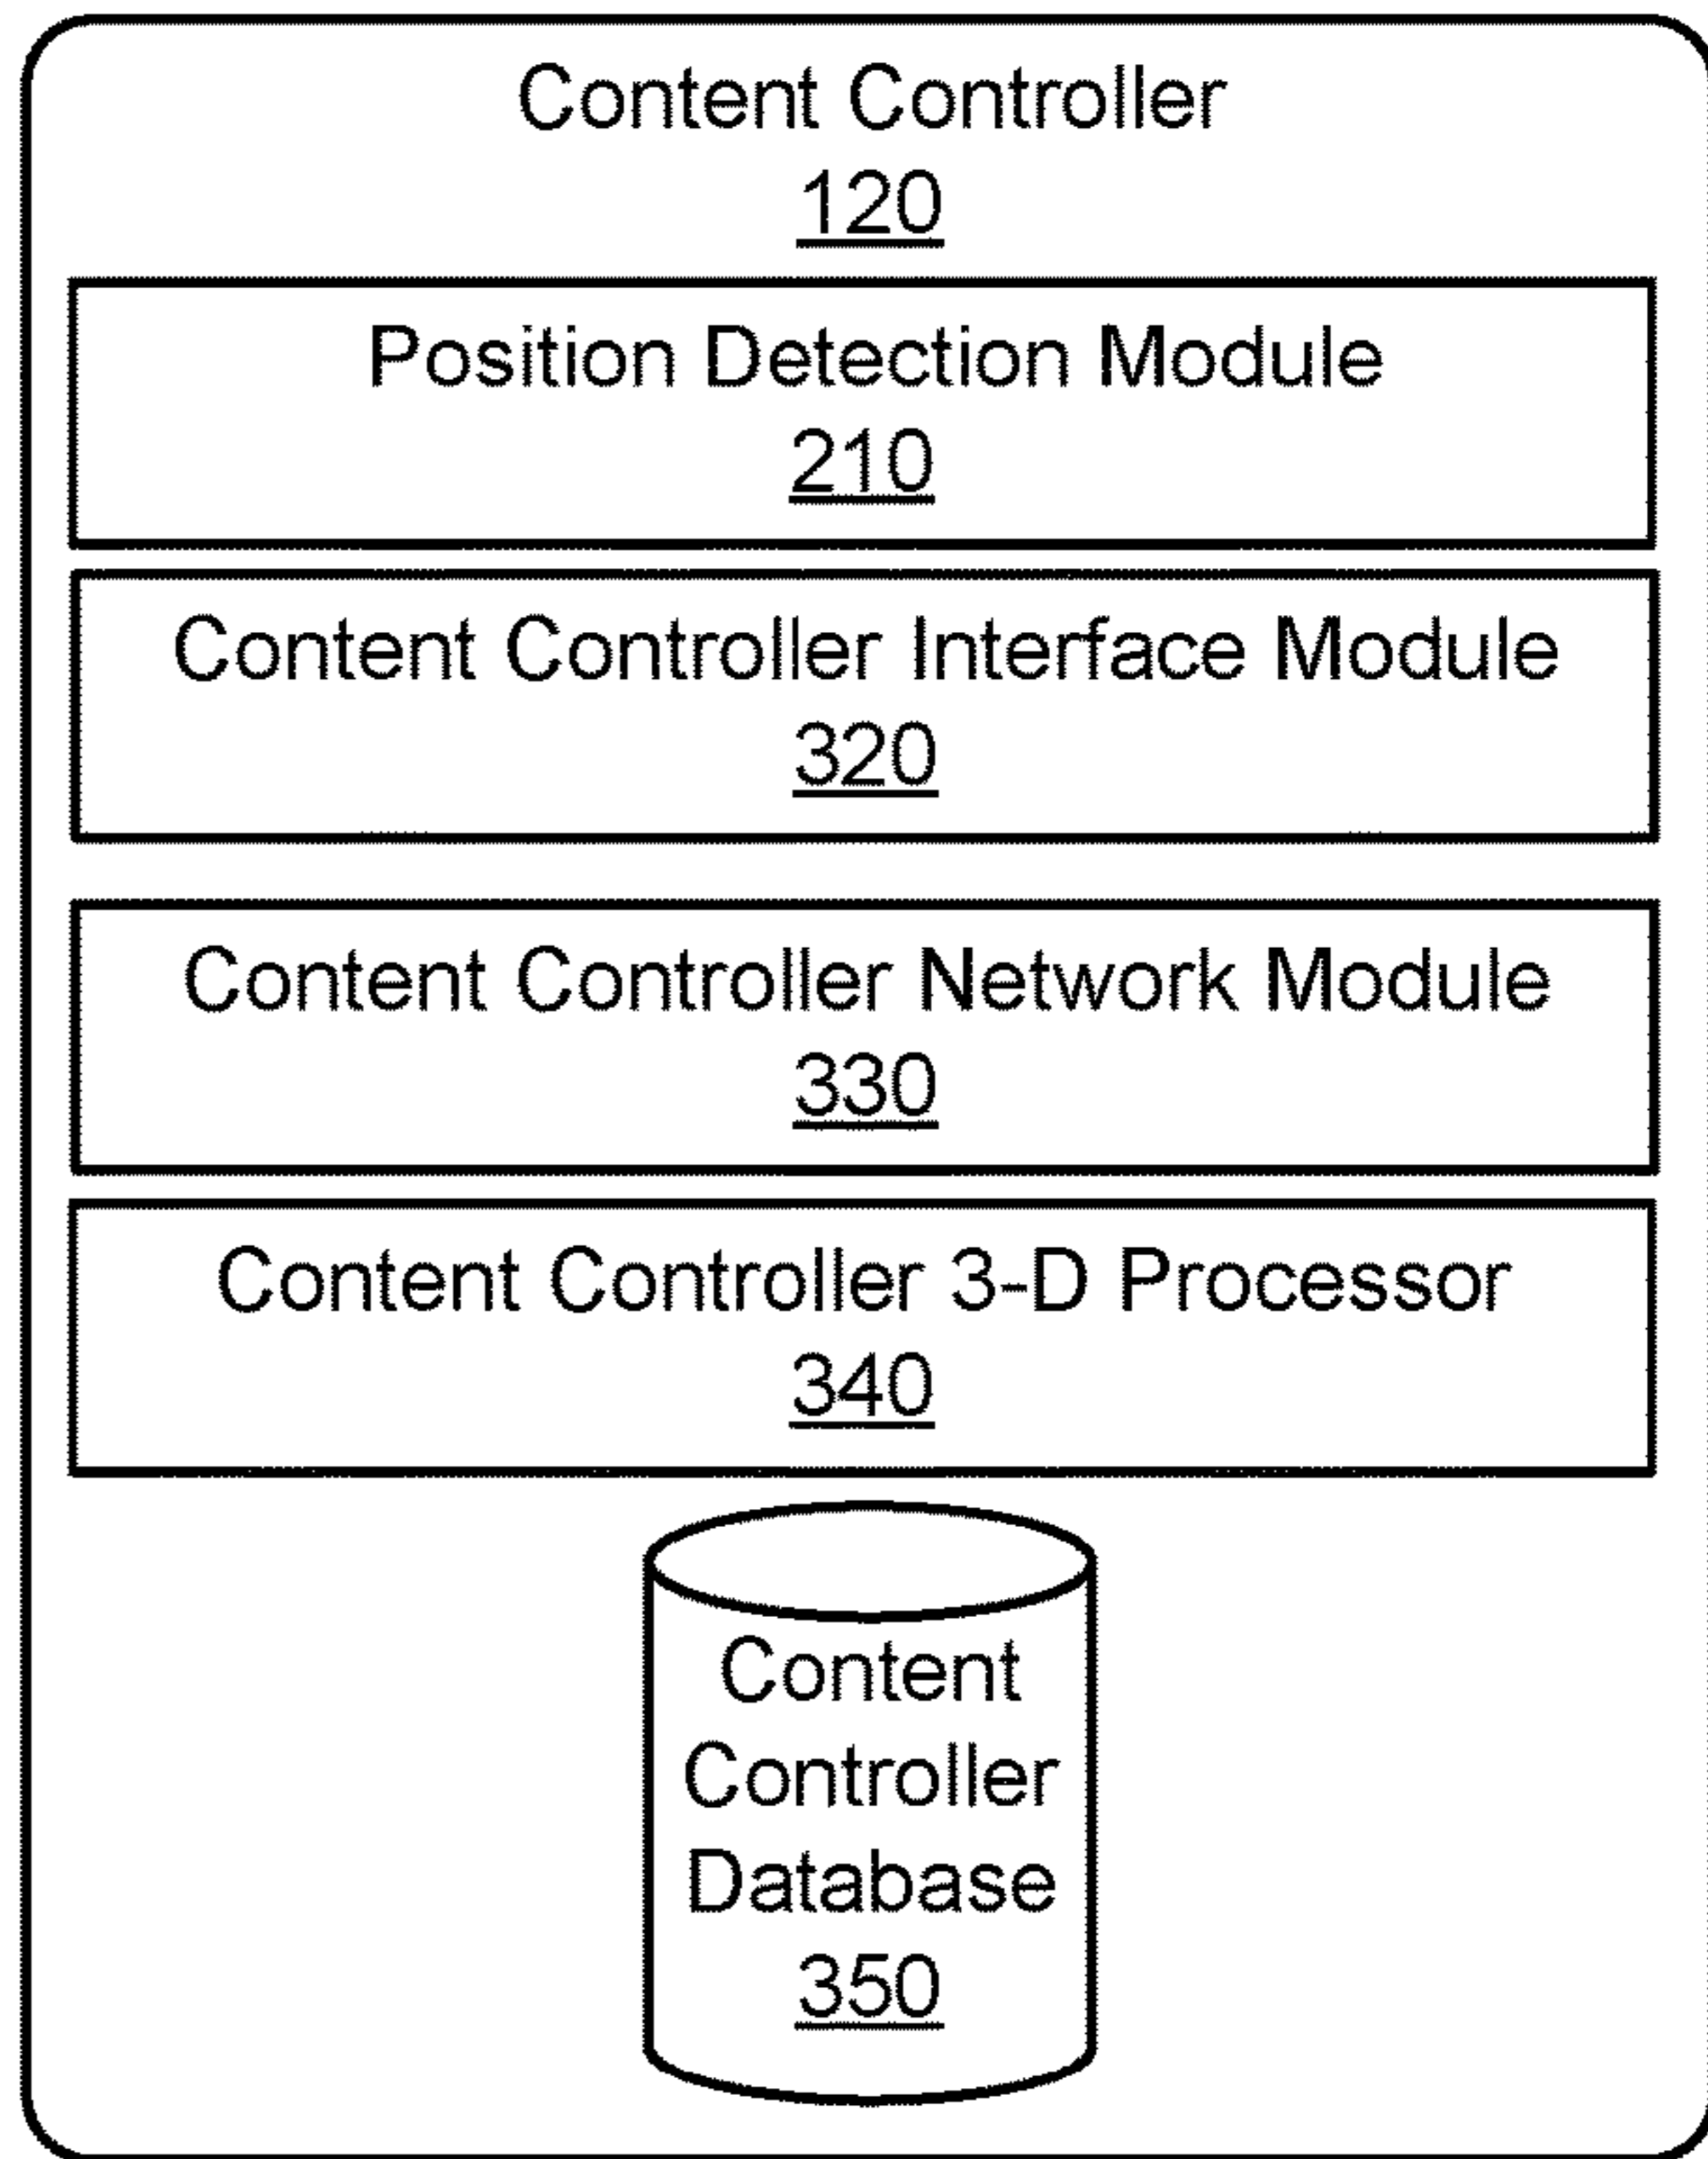 Content Controller
120
Position Detection Module
210
Content Controller Interface Module
320
Content Controller Network Module
330
Content Controller 3-D Processor
340
Content
Controller
Database
350